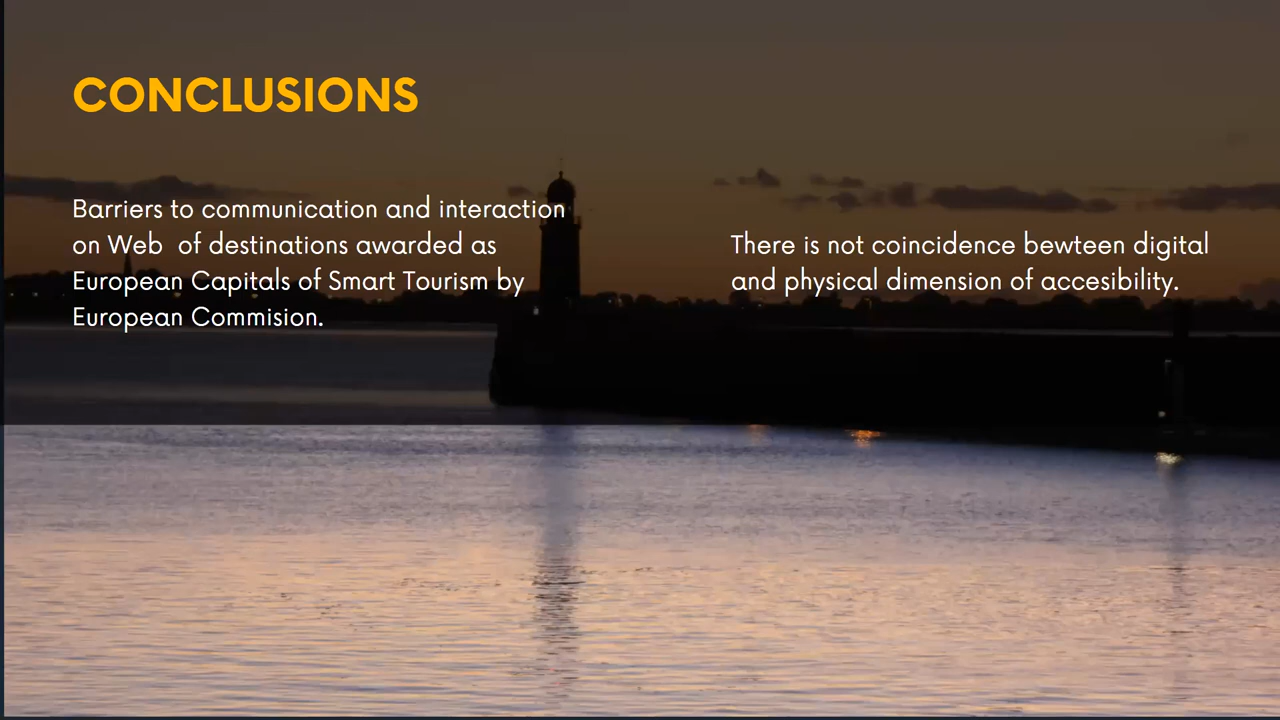 CONCLUSIONS
Barriers to communication and interaction
on Web  of destinations awarded as
European Capitals of Smart Tourism by
European Commision.
There is not coincidence bewteen digital
and physical dimension of accesibility.